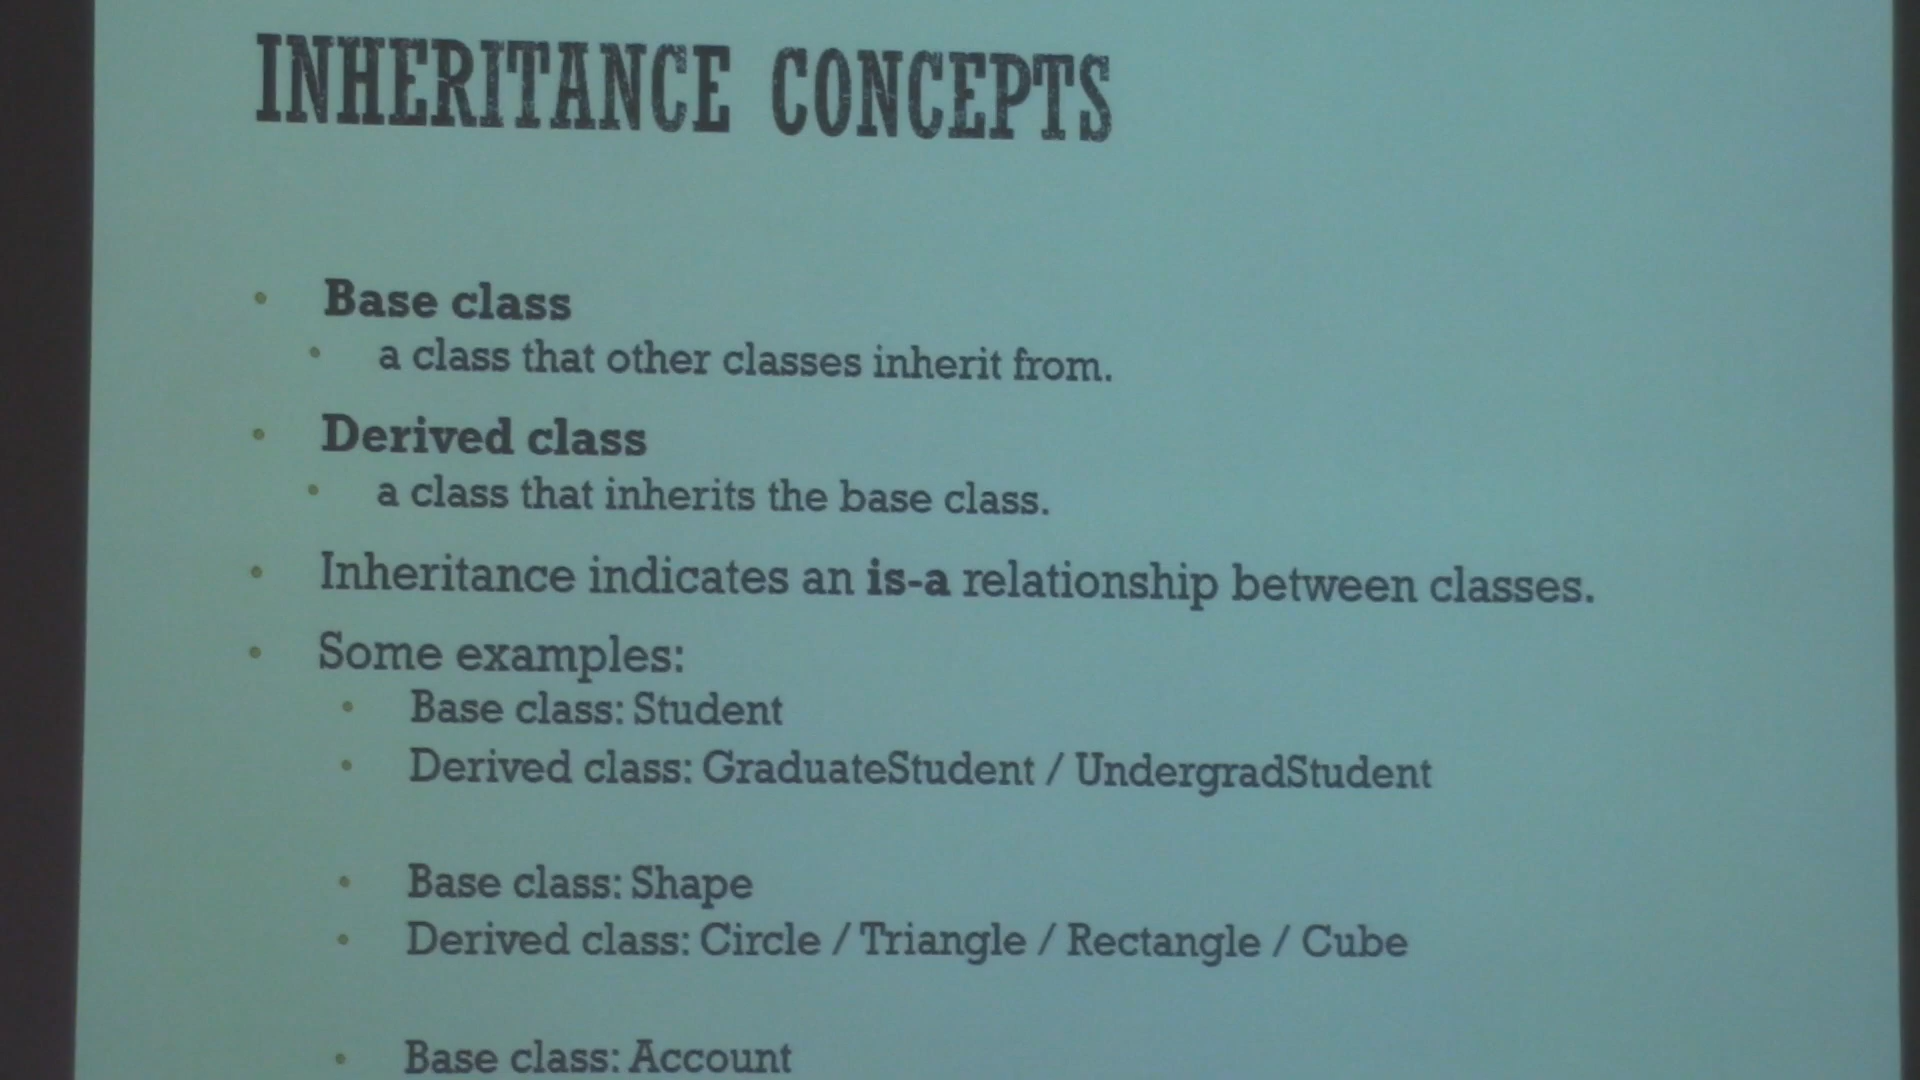 INHERITANCE CONCEPTS
• Base class
• a class that other classes inherit from.
• Derived class
• a class that inherits the base class.
• Inheritance indicates an is-a relationship between classes.
• Some examples:
• Base class: Student
• Derived class: GraduateStudent / UndergradStudent
• Base class: Shape
• Derived class: Circle / Triangle / Rectangle / Cube
• Base class: Account